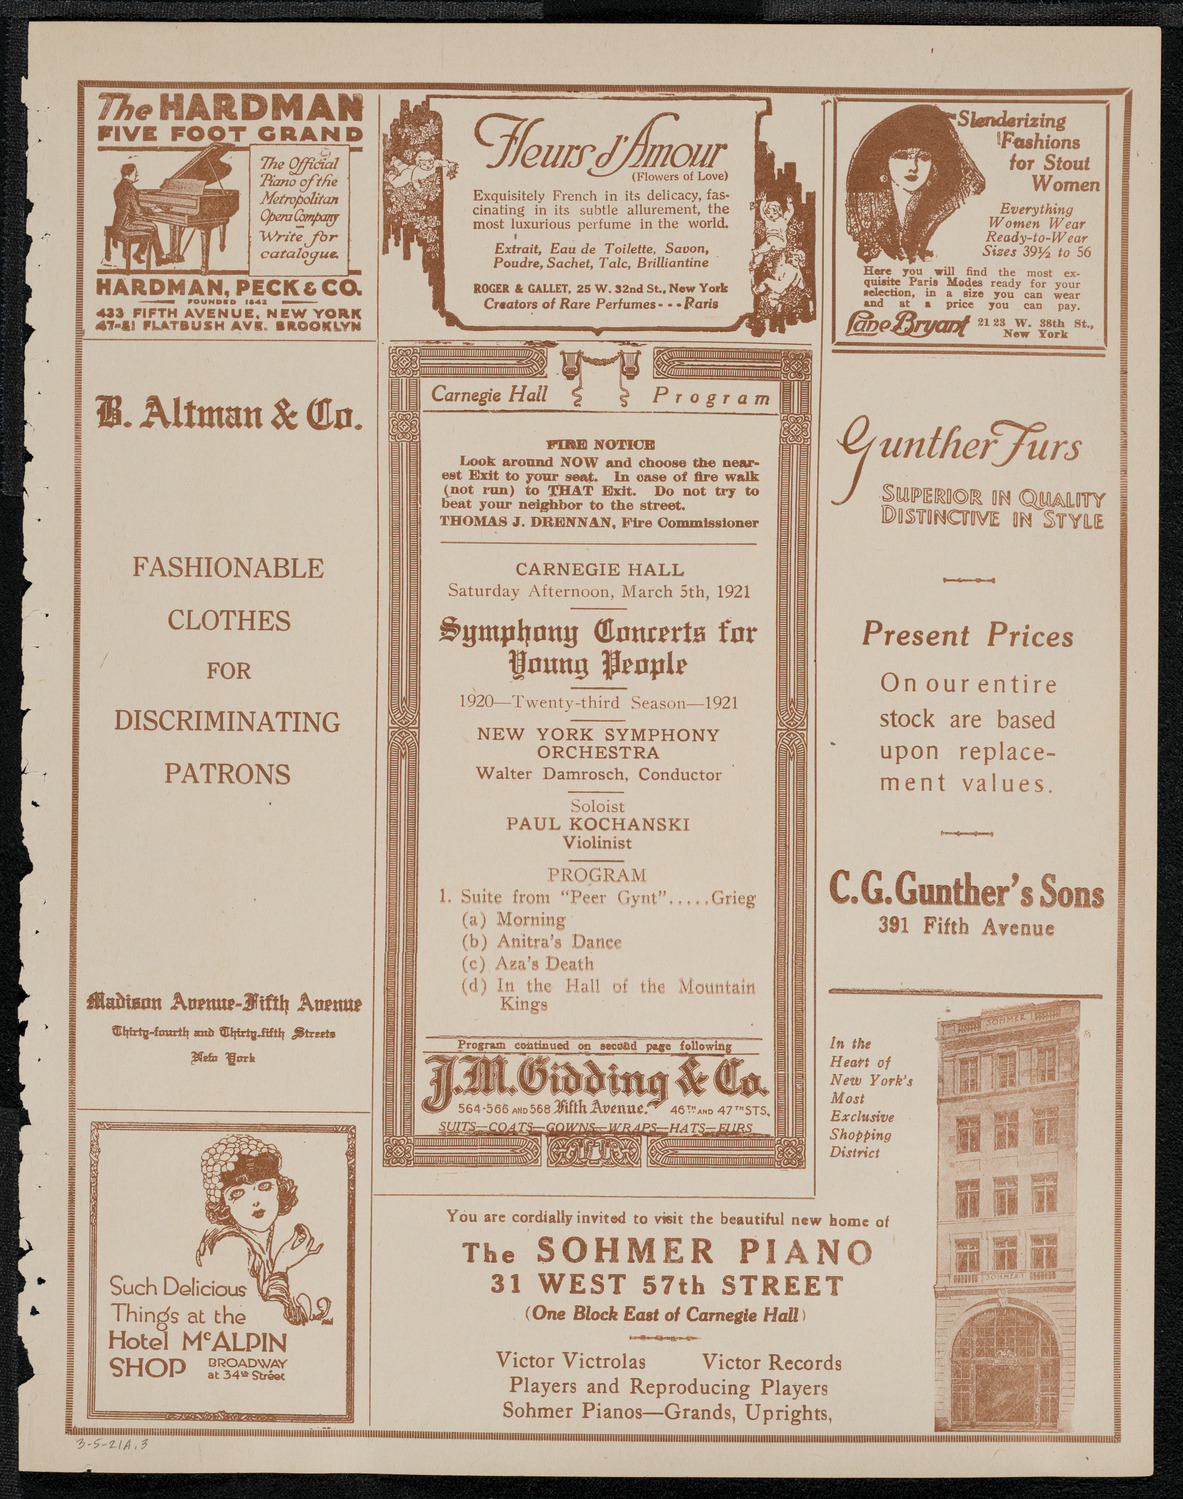 The HARDMAN
FIVE FOOT GRAND
The Official
Piano of the
Metropolitan
Opera Company
Write for
catalogue.
HARDMAN, PECK & CO.
FOUNDED 1842
433 FIFTH AVENUE, NEW YORK
47-51 FLATBUSH AVE. BROOKLYN
Fleurs d'Amour
(Flowers of Love)
Exquisitely French in its delicacy, fas-
cinating in its subtle allurement, the
most luxurious perfume in the world.
Extrait, Eau de Toilette, Savon,
Poudre, Sachet, Talc, Brilliantine
ROGER & GALLET, 25 W. 32nd St., New York
Creators of Rare Perfumes - - - Paris
Slenderizing
Fashions
for Stout
Women
Everything
Women Wear
Ready-to-Wear
Sizes 39½ to 56
Here you will find the most ex-
quisite Paris Modes ready for your
selection, in a size you can wear
and at a price you can pay.
Lane Bryant 21 23 W. 38th St.,
New York
B. Altman & Co.
FASHIONABLE
CLOTHES
FOR
DISCRIMINATING
PATRONS
Madison Avenue-Fifth Avenue
Thirty-fourth and Thirty-fifth Streets
New York
Such Delicious
Things at the
Hotel McALPIN
SHOP BROADWAY
at 34th Street
Carnegie Hall Program
FIRE NOTICE
Look around NOW and choose the near-
est Exit to your seat. In case of fire walk
(not run) to THAT Exit. Do not try to
beat your neighbor to the street.
THOMAS J. DRENNAN, Fire Commissioner
CARNEGIE HALL
Saturday Afternoon, March 5th, 1921
Symphony Concerts for
Young People
1920—Twenty-third Season—1921
NEW YORK SYMPHONY
ORCHESTRA
Walter Damrosch, Conductor
Soloist
PAUL KOCHANSKI
Violinist
PROGRAM
1. Suite from "Peer Gynt".....Grieg
(a) Morning
(b) Anitra's Dance
(c) Aza's Death
(d) In the Hall of the Mountain
Kings
Program continued on second page following
J.M. Gidding & Co.
564-566 AND 568 Fifth Avenue. 46TH AND 47TH STS.
SUITS—COATS—GOWNS—WRAPS—HATS—FURS
Gunther Furs
SUPERIOR IN QUALITY
DISTINCTIVE IN STYLE
Present Prices
On our entire
stock are based
upon replace-
ment values.
C.G. Gunther's Sons
391 Fifth Avenue
In the
Heart of
New York's
Most
Exclusive
Shopping
District
SOHMER
SOHMER
You are cordially invited to visit the beautiful new home of
The SOHMER PIANO
31 WEST 57th STREET
(One Block East of Carnegie Hall)
Victor Victrolas Victor Records
Players and Reproducing Players
Sohmer Pianos—Grands, Uprights,
3-5-21A.3